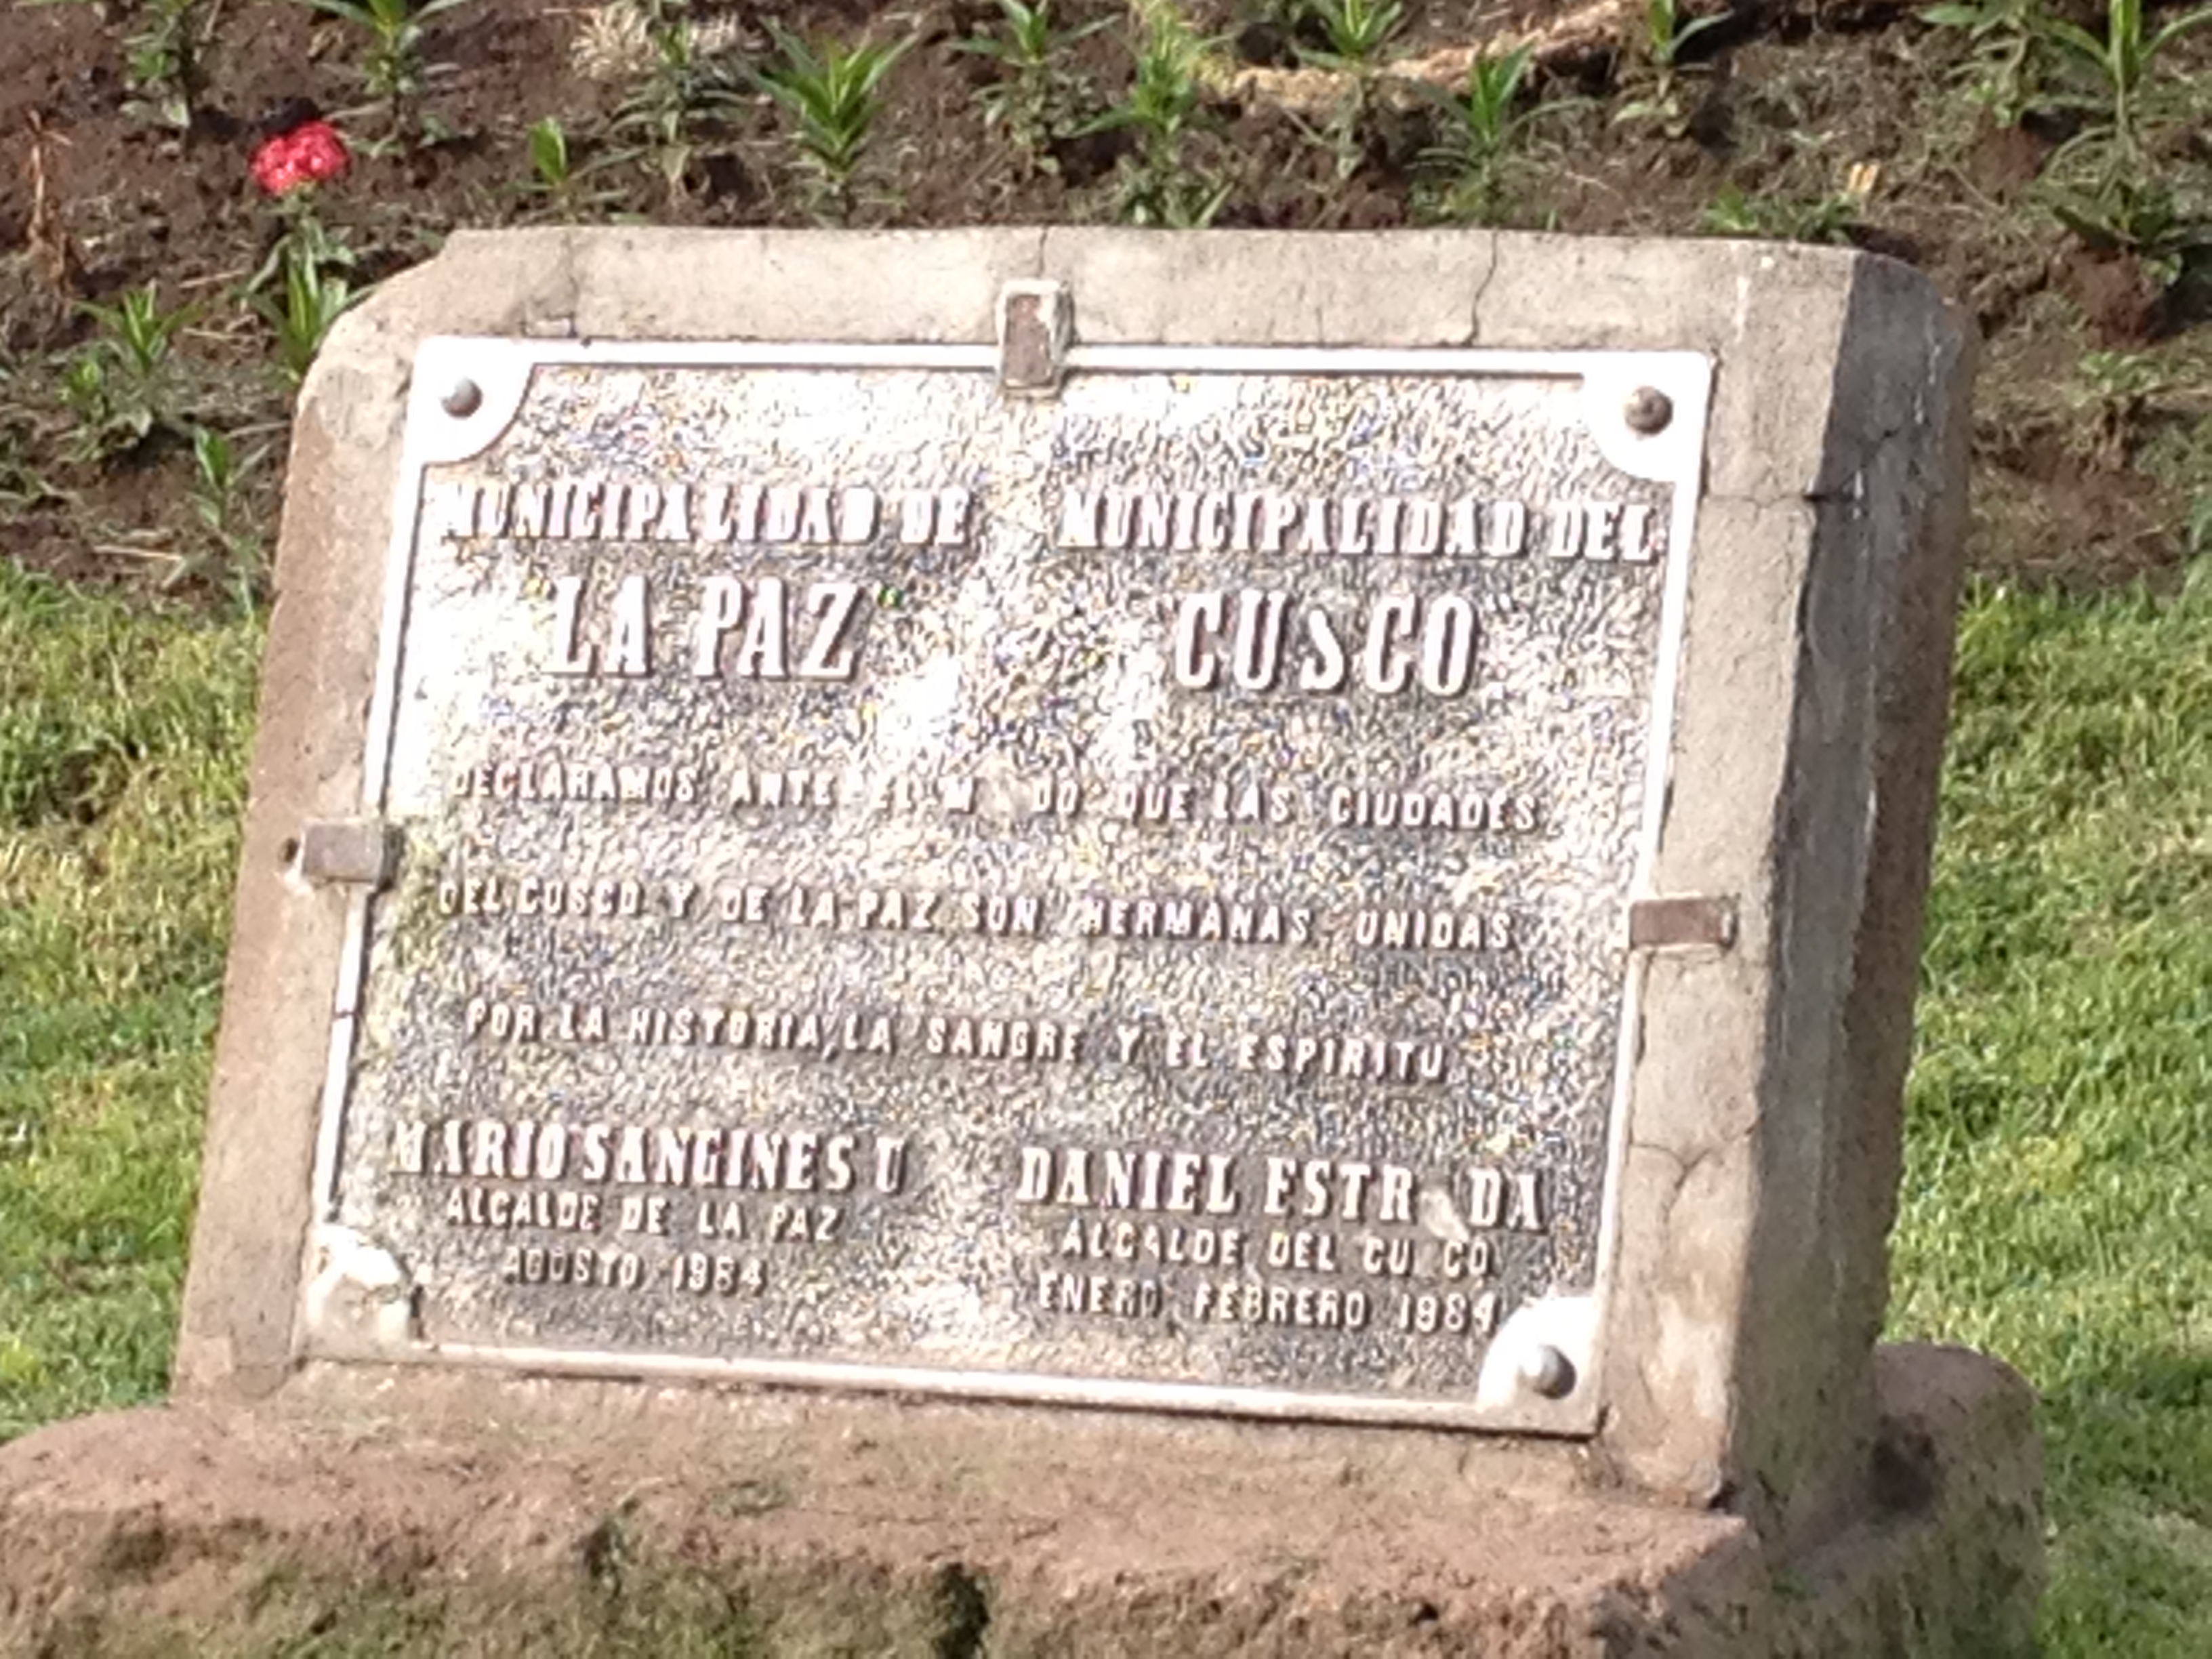 MUNICIPALIDAD DE MUNICIPALIDAD DEL
LA PAZ CUSCO
DECLARAMOS ANTE EL M DO QUE LAS CIUDADES
DEL CUSCO Y DE LA PAZ SON HERMANAS UNIDAS
POR LA HISTORIA, LA SANGRE Y EL ESPIRITU
MARIO SANGINES U DANIEL ESTR DA
ALCALDE DE LA PAZ ALCALDE DEL CU CO
AGOSTO 1984 ENERO FEBRERO 1984